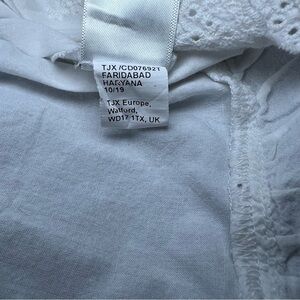 TJX /CD076921
FARIDABAD
HARYANA
10/19
TJX Europe,
Watford,
WD17 1TX, UK